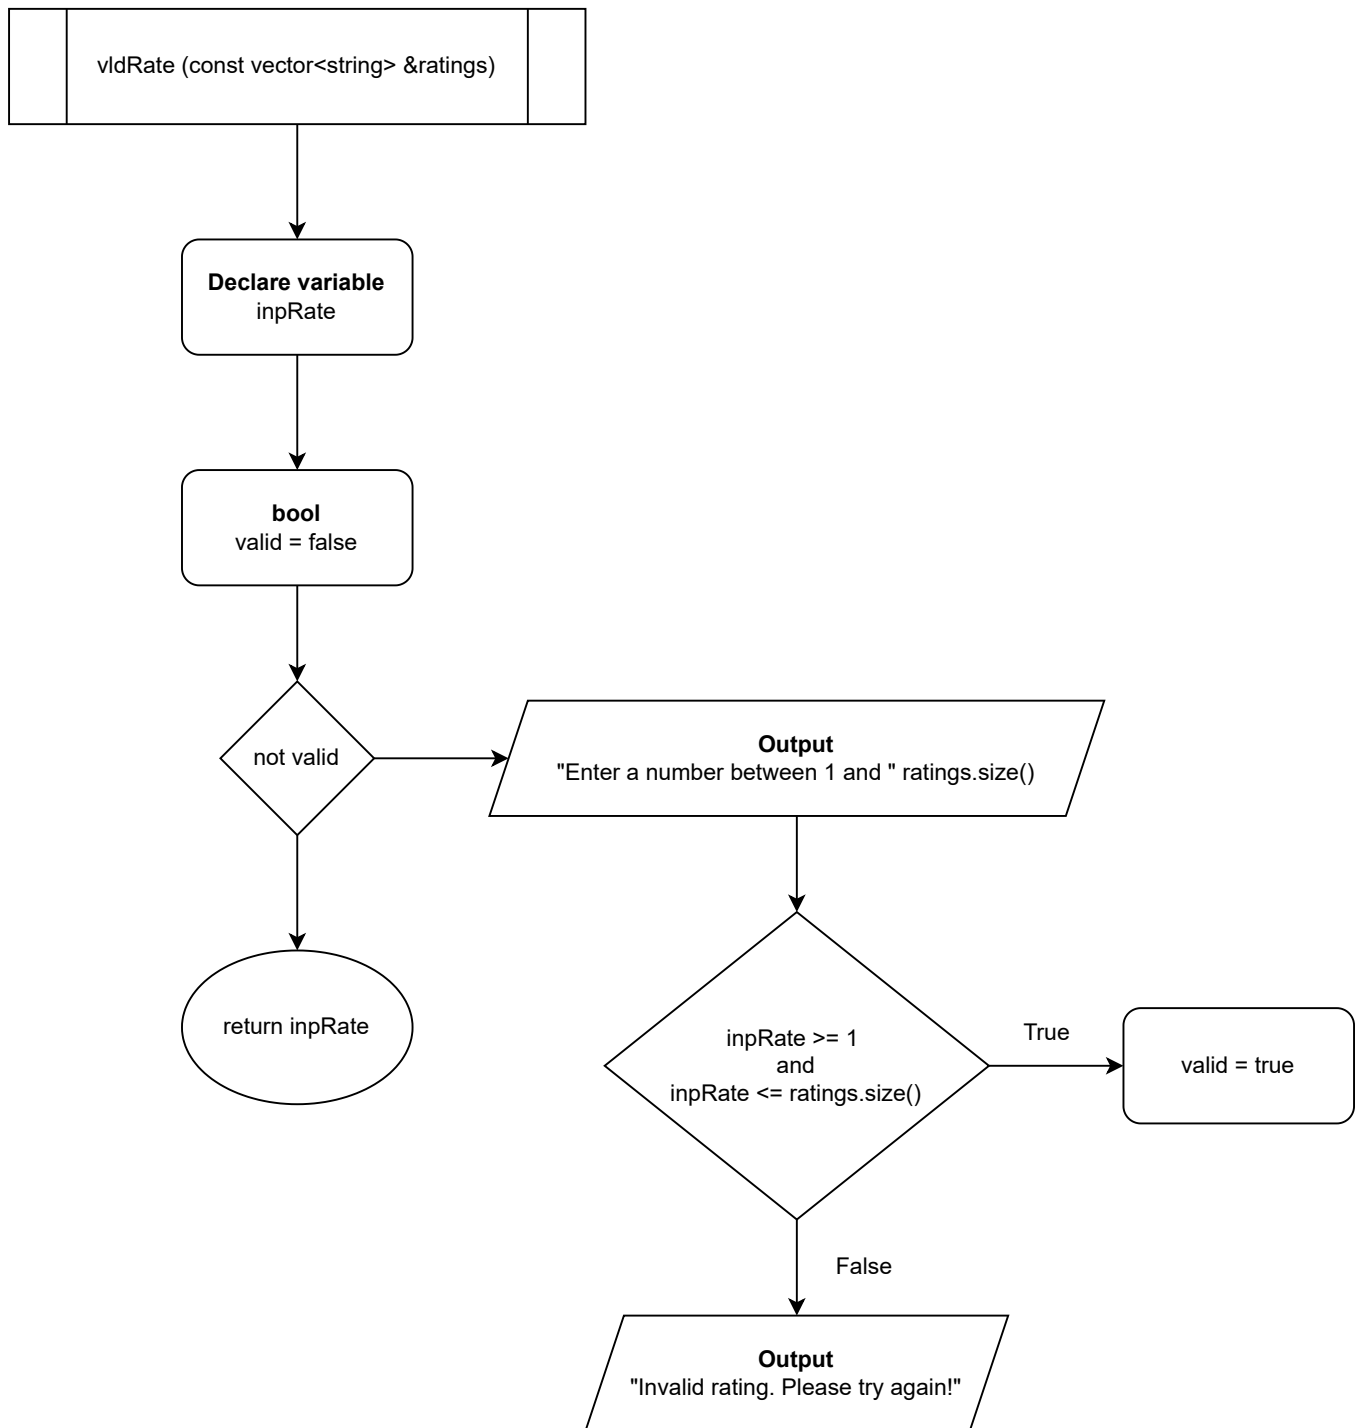 vldRate (const vector<string> &ratings)
Declare variable
inpRate
bool
valid = false
not valid
Output
"Enter a number between 1 and " ratings.size()
return inpRate
inpRate >= 1
and
inpRate <= ratings.size()
True
valid = true
False
Output
"Invalid rating. Please try again!"